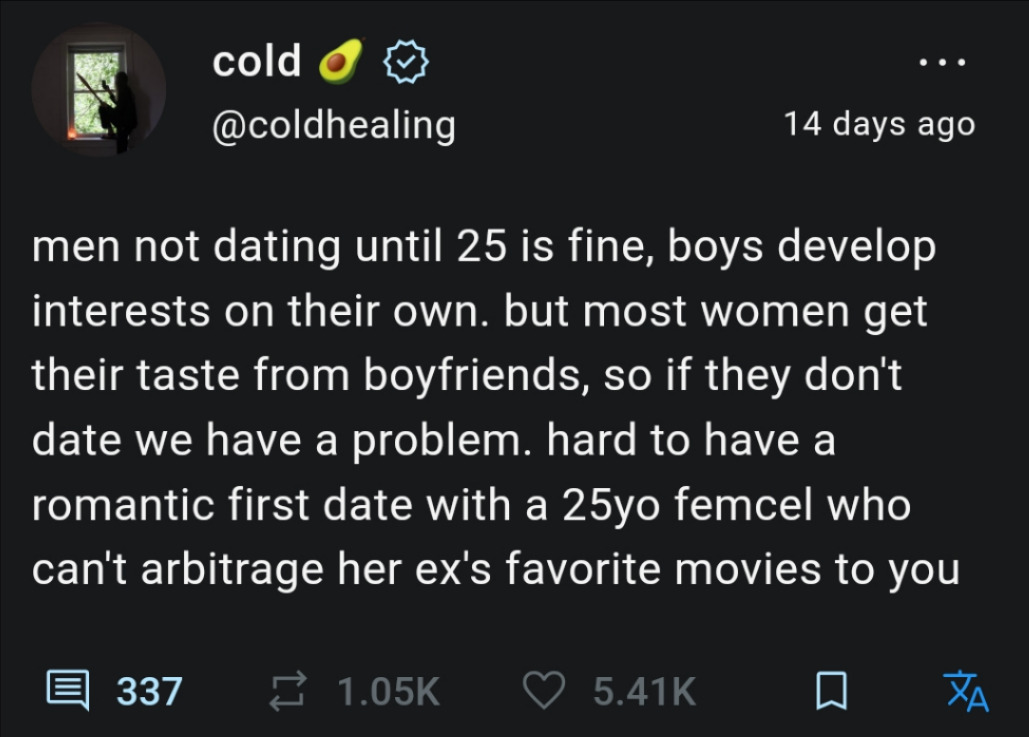 cold 🥑
@coldhealing
14 days ago
men not dating until 25 is fine, boys develop
interests on their own. but most women get
their taste from boyfriends, so if they don't
date we have a problem. hard to have a
romantic first date with a 25yo femcel who
can't arbitrage her ex's favorite movies to you
337 1.05K 5.41K